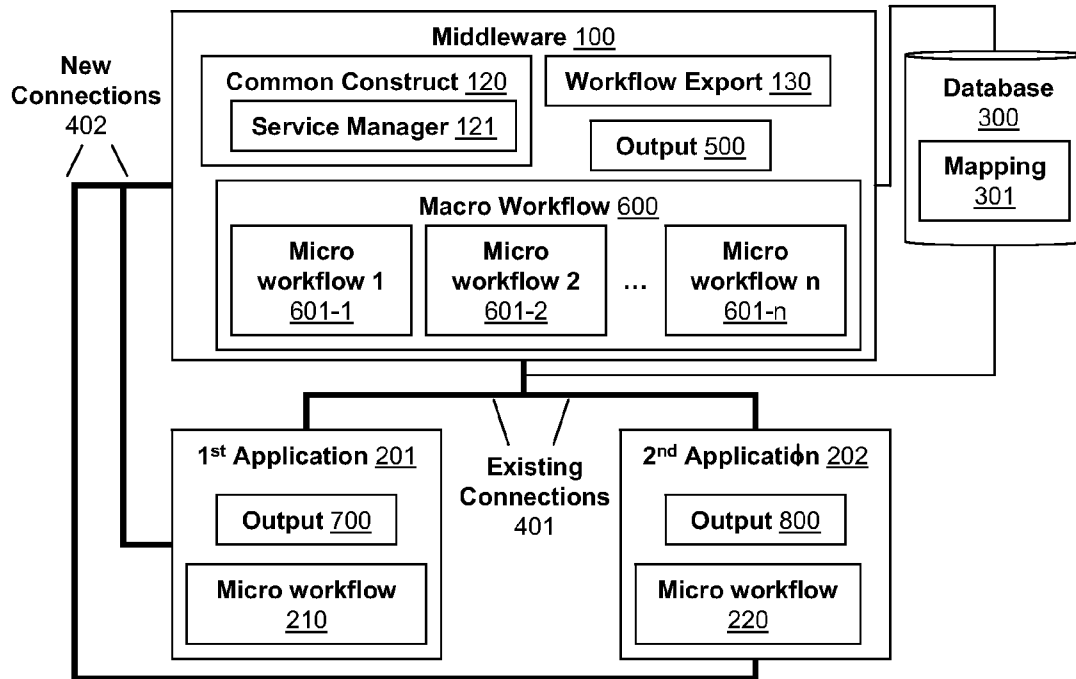 Middleware 100
New
Connections
402
Common Construct 120
Service Manager 121
Workflow Export 130
Output 500
Database
300
Mapping
301
Macro Workflow 600
Micro
workflow 1
601-1
Micro
workflow 2
601-2
...
Micro
workflow n
601-n
1st Application 201
Output 700
Micro workflow
210
Existing
Connections
401
2nd Application 202
Output 800
Micro workflow
220